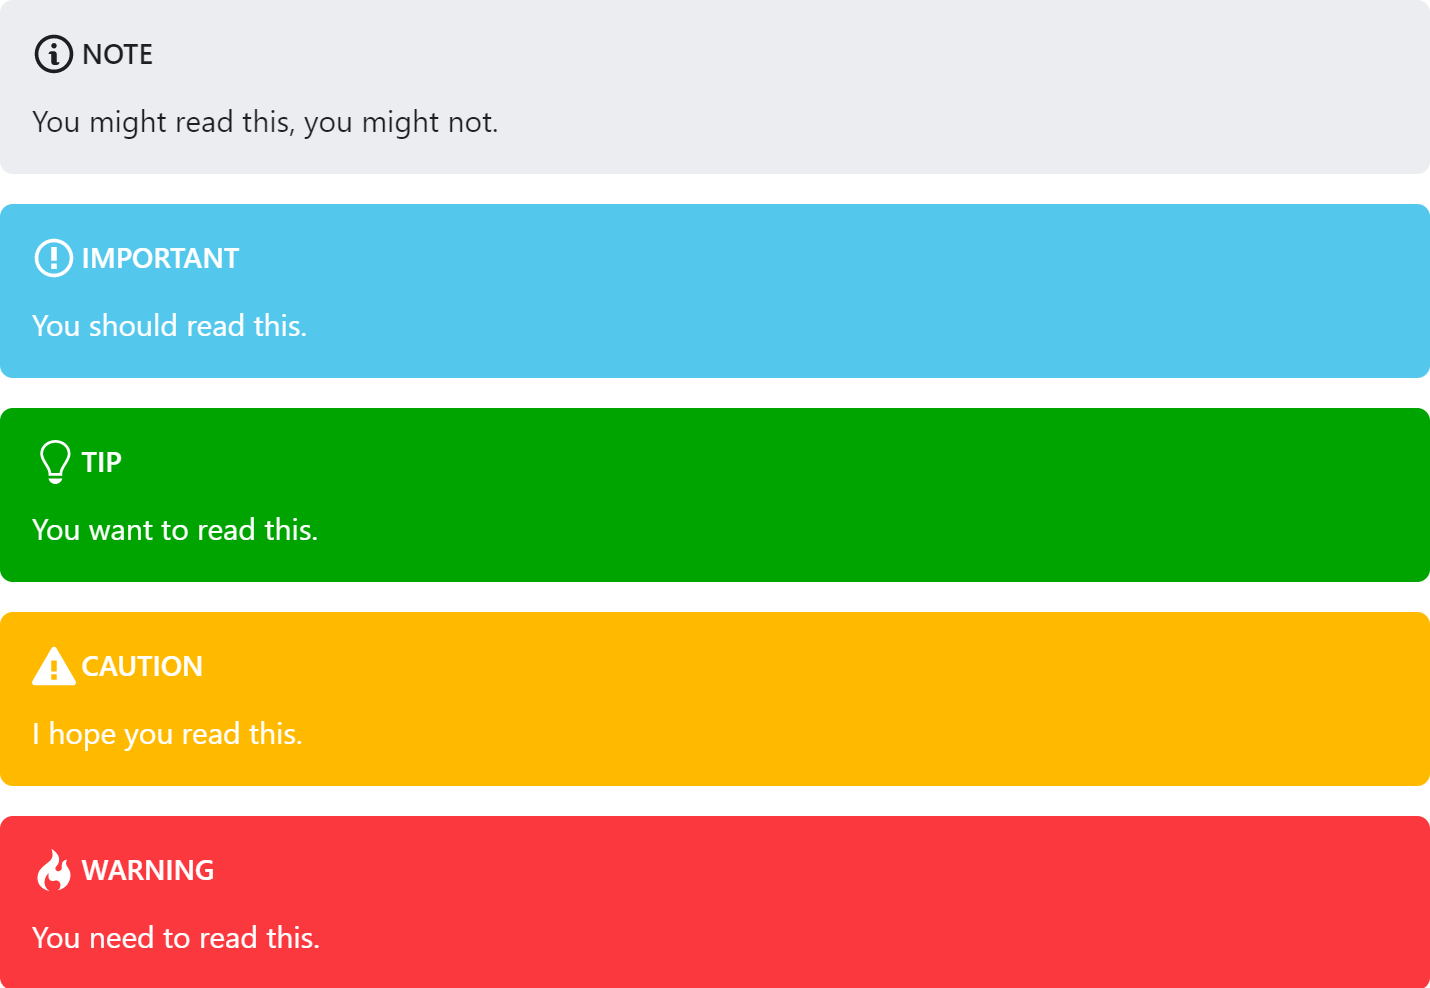 NOTE
You might read this, you might not.
IMPORTANT
You should read this.
TIP
You want to read this.
CAUTION
I hope you read this.
WARNING
You need to read this.